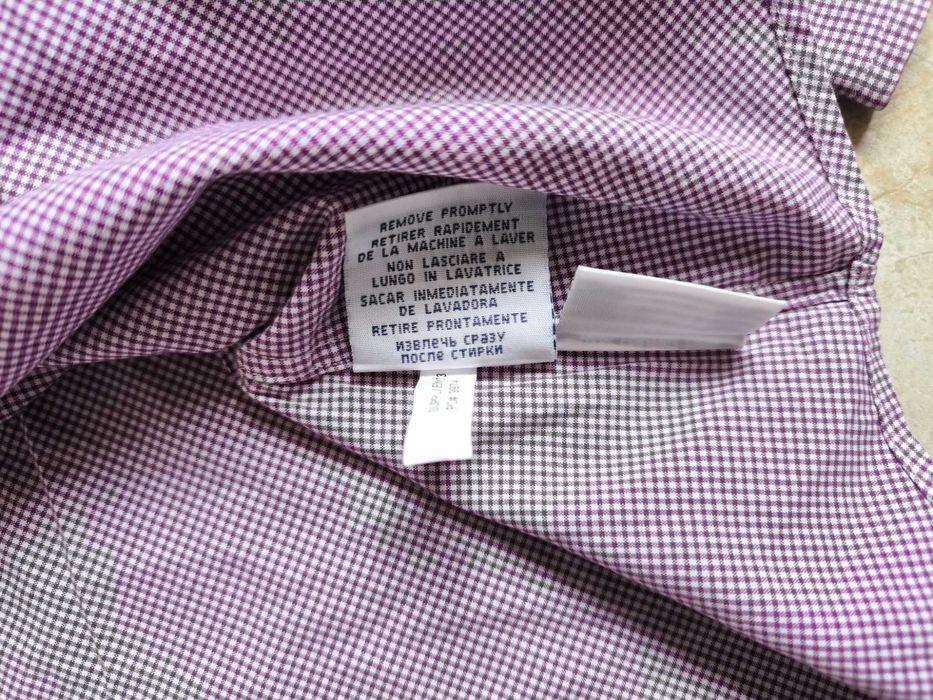 REMOVE PROMPTLY
RETIRER RAPIDEMENT
DE LA MACHINE A LAVER
NON LASCIARE A
LUNGO IN LAVATRICE
SACAR INMEDIATAMENTE
DE LAVADORA
RETIRE PRONTAMENTE
ИЗВЛЕЧЬ СРАЗУ
ПОСЛЕ СТИРКИ